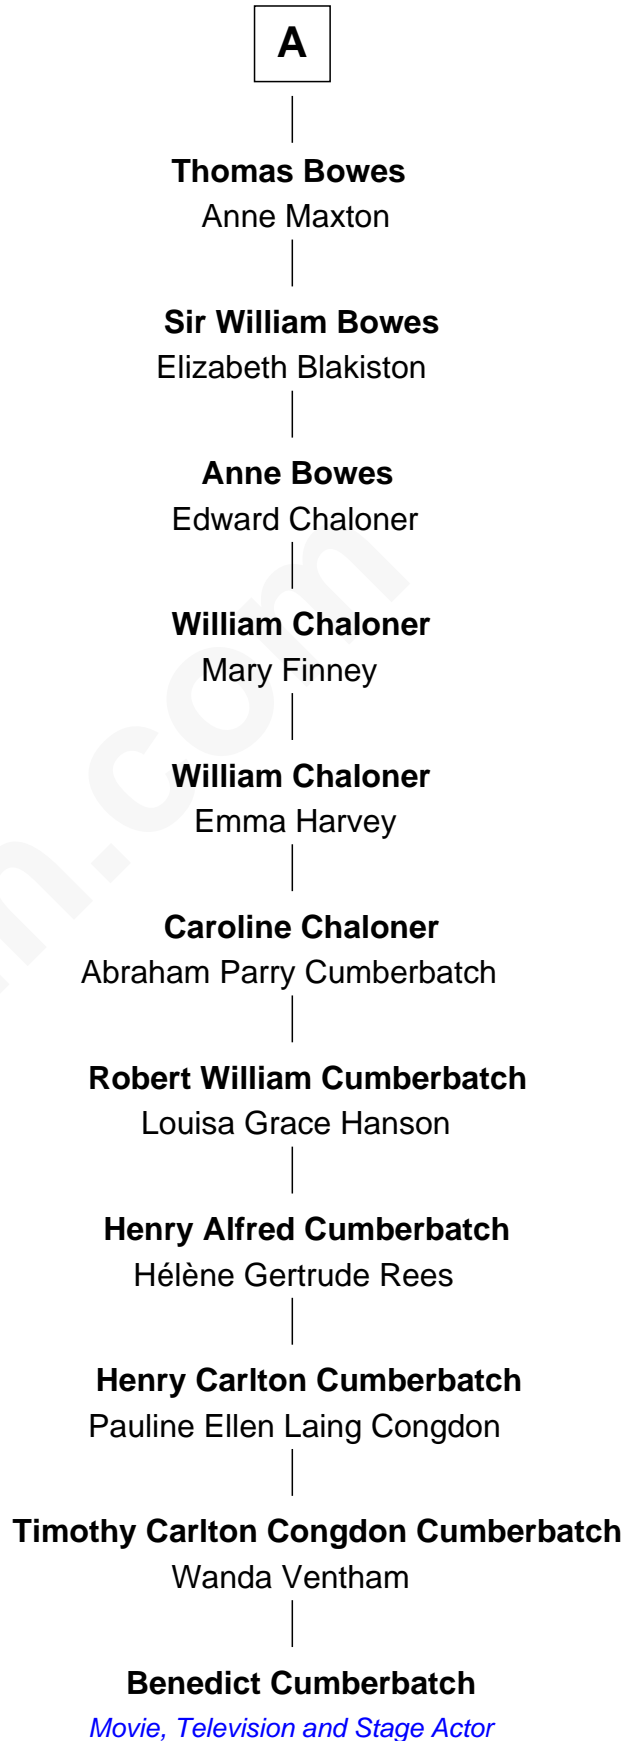 A
Thomas Bowes
Anne Maxton
Sir William Bowes
Elizabeth Blakiston
Anne Bowes
Edward Chaloner
William Chaloner
Mary Finney
William Chaloner
Emma Harvey
Caroline Chaloner
Abraham Parry Cumberbatch
Robert William Cumberbatch
Louisa Grace Hanson
Henry Alfred Cumberbatch
Hélène Gertrude Rees
Henry Carlton Cumberbatch
Pauline Ellen Laing Congdon
Timothy Carlton Congdon Cumberbatch
Wanda Ventham
Benedict Cumberbatch
Movie, Television and Stage Actor